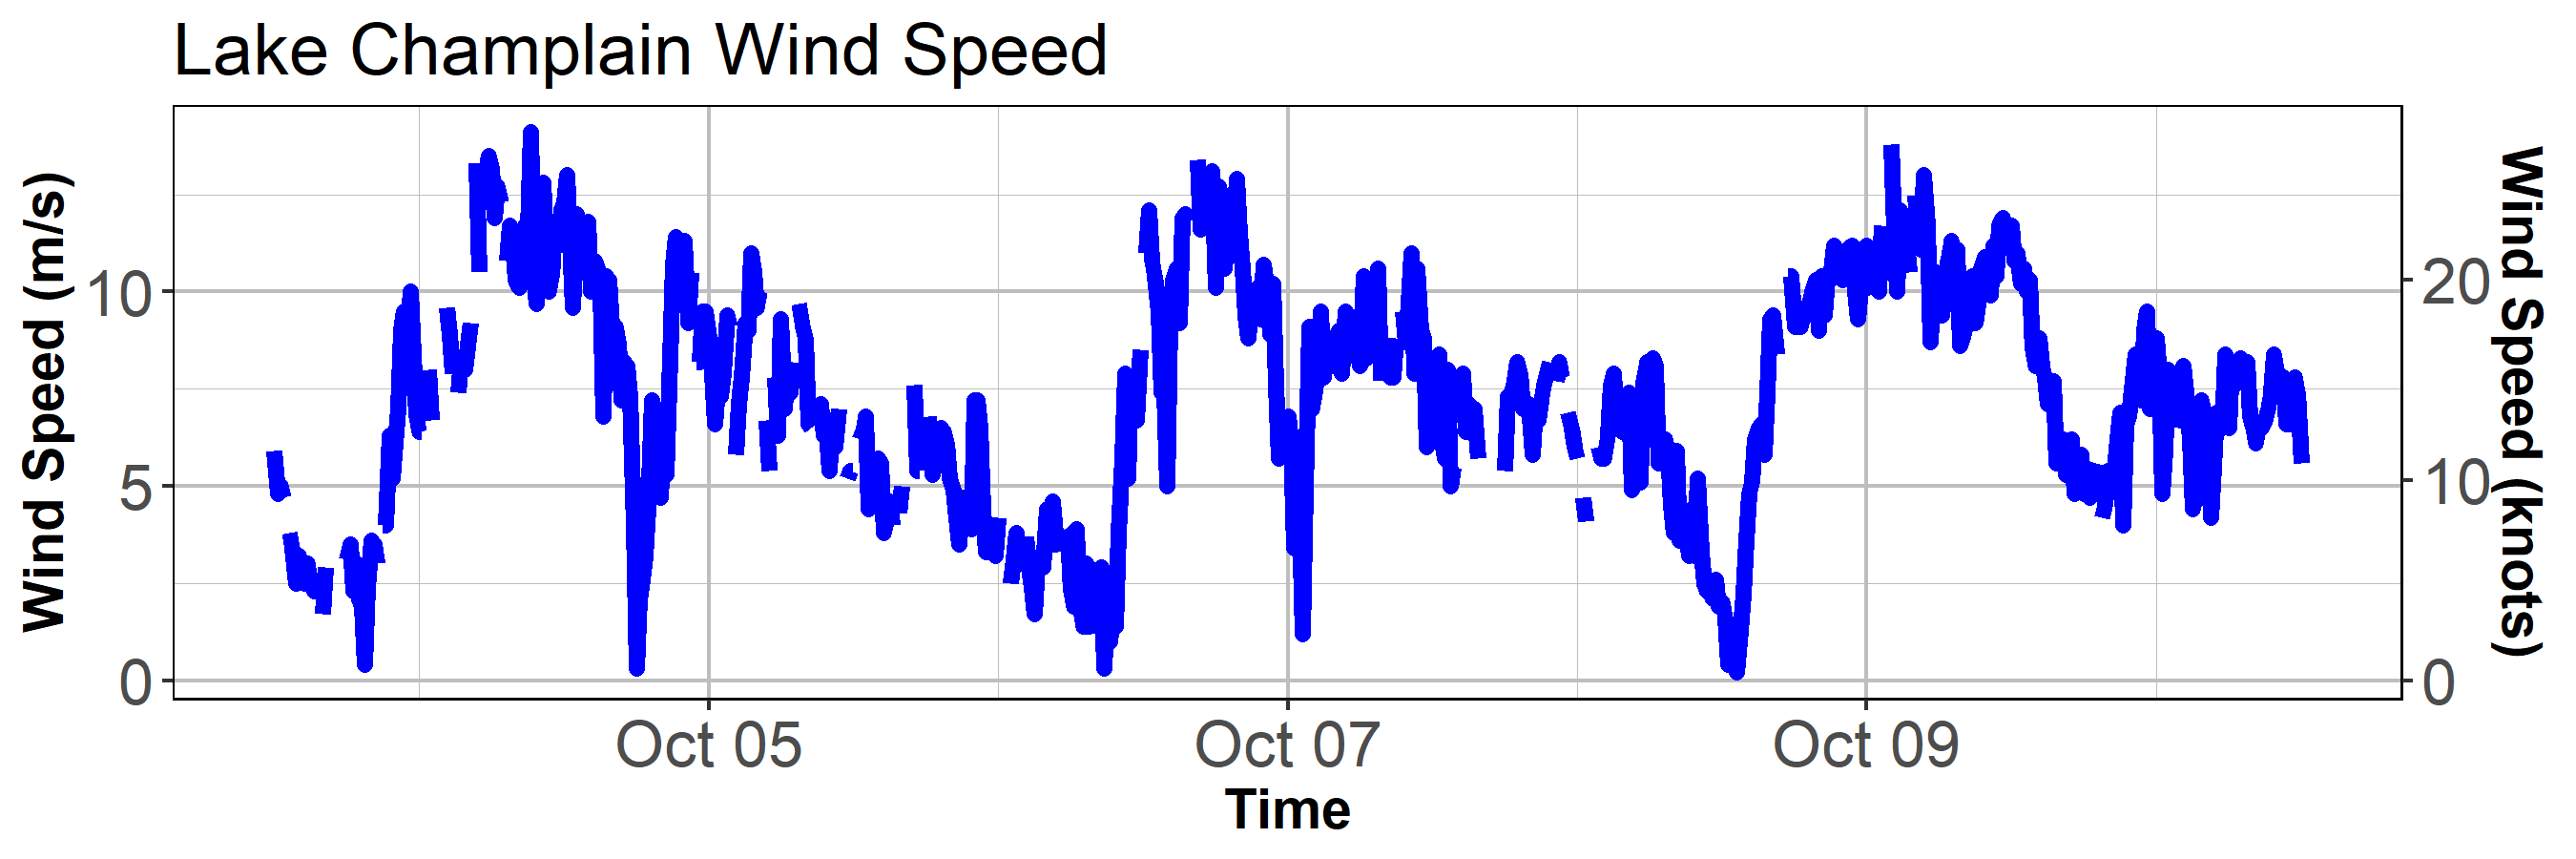 Lake Champlain Wind Speed
Wind Speed (m/s)
10
5
0
20
10
0
Wind Speed (knots)
Oct 05
Oct 07
Oct 09
Time